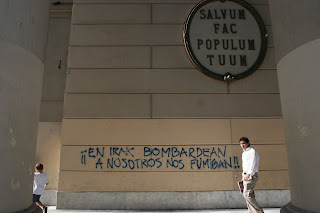 SALVUM
FAC
POPULUM
TUUM
¡¡EN IRAK BOMBARDEAN
A NOSOTROS NOS FUMIGAN!!